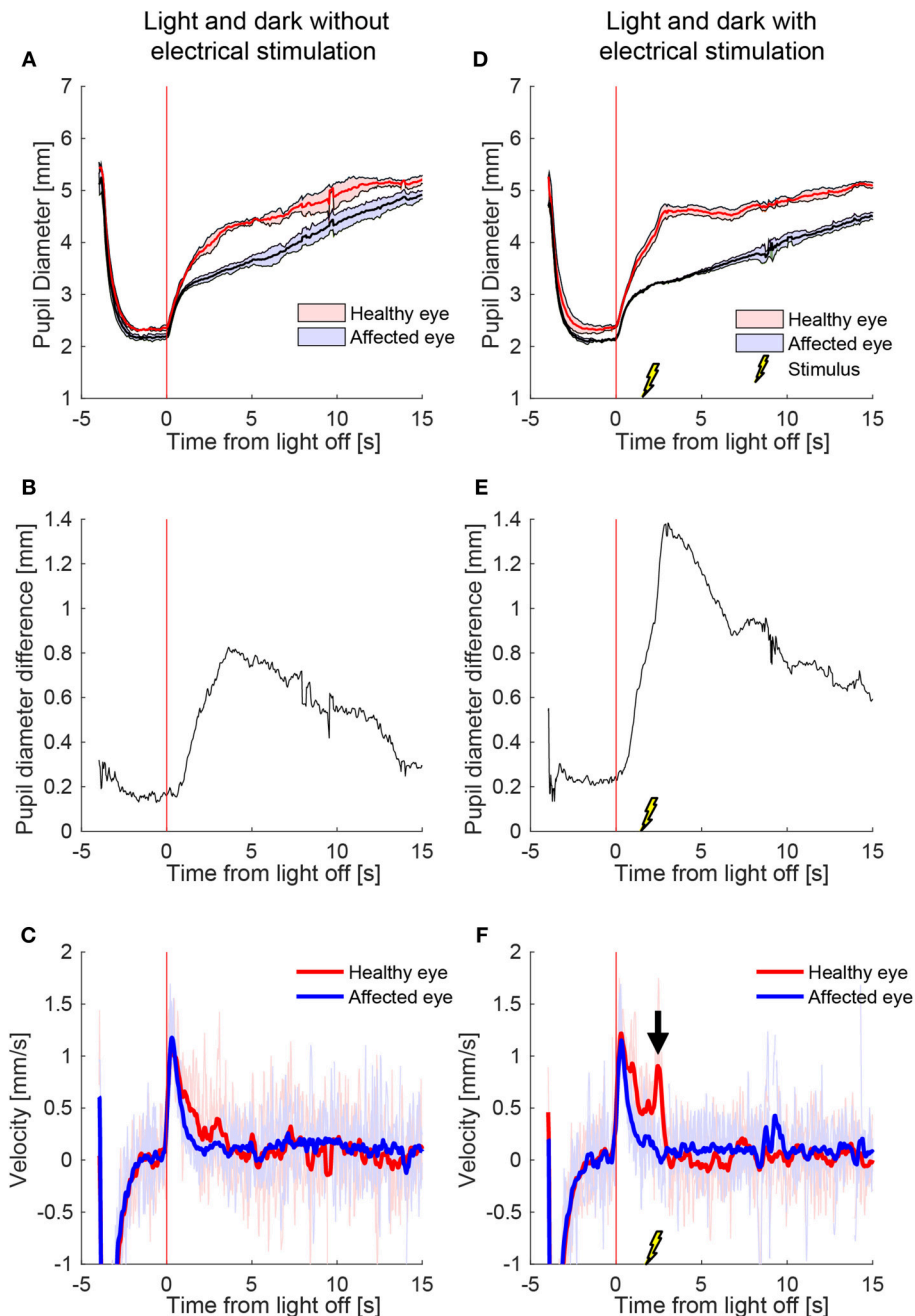 Light and dark without
electrical stimulation
A
7
6
5
4
3
2
1
Pupil Diameter [mm]
Healthy eye
Affected eye
-5 0 5 10 15
Time from light off [s]
Light and dark with
electrical stimulation
D
7
6
5
4
3
2
1
Pupil Diameter [mm]
Healthy eye
Affected eye
Stimulus
-5 0 5 10 15
Time from light off [s]
B
1.4
1.2
1
0.8
0.6
0.4
0.2
0
Pupil diameter difference [mm]
-5 0 5 10 15
Time from light off [s]
E
1.4
1.2
1
0.8
0.6
0.4
0.2
0
Pupil diameter difference [mm]
-5 0 5 10 15
Time from light off [s]
C
2
1.5
1
0.5
0
-0.5
-1
Velocity [mm/s]
Healthy eye
Affected eye
-5 0 5 10 15
Time from light off [s]
F
2
1.5
1
0.5
0
-0.5
-1
Velocity [mm/s]
Healthy eye
Affected eye
-5 0 5 10 15
Time from light off [s]